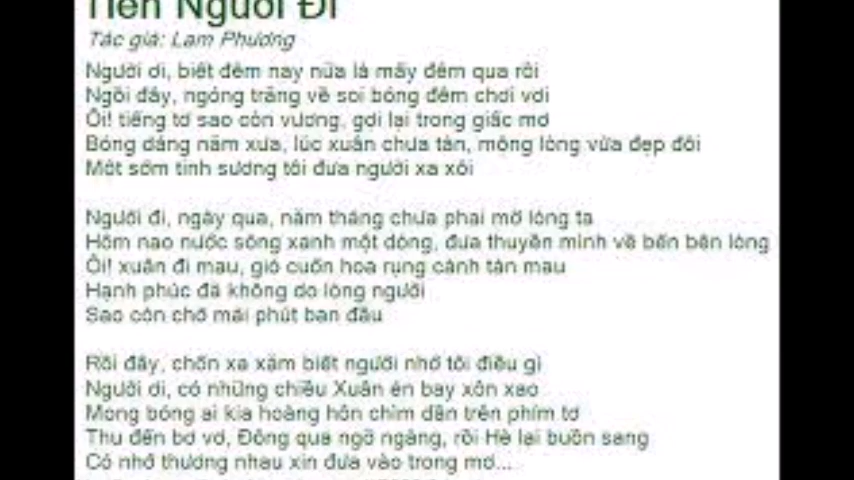 Tiễn Người Đi
Tác giả: Lam Phương
Người đi, biết đêm nay nữa là mấy đêm qua rồi
Ngồi đây, ngóng trăng về soi bóng đêm chơi vơi
Ôi! tiếng tơ sao còn vương, gợi lại trong giấc mơ
Bóng dáng năm xưa, lúc xuân chưa tàn, mộng lòng vừa đẹp đôi
Một sớm tinh sương tôi đưa người xa xôi
Người đi, ngày qua, năm tháng chưa phai mờ lòng ta
Hôm nao nước sông xanh một dòng, đưa thuyền mình về bến bên lòng
Ôi! xuân đi mau, gió cuốn hoa rụng cành tàn mau
Hạnh phúc đã không do lòng người
Sao còn chờ mãi phút ban đầu
Rồi đây, chốn xa xăm biết người nhớ tôi điều gì
Người đi, có những chiều Xuân én bay xôn xao
Mong bóng ai kia hoàng hôn chìm dần trên phím tơ
Thu đến bơ vơ, Đông qua ngỡ ngàng, rồi Hè lại buồn sang
Có nhớ thương nhau xin đưa vào trong mơ...